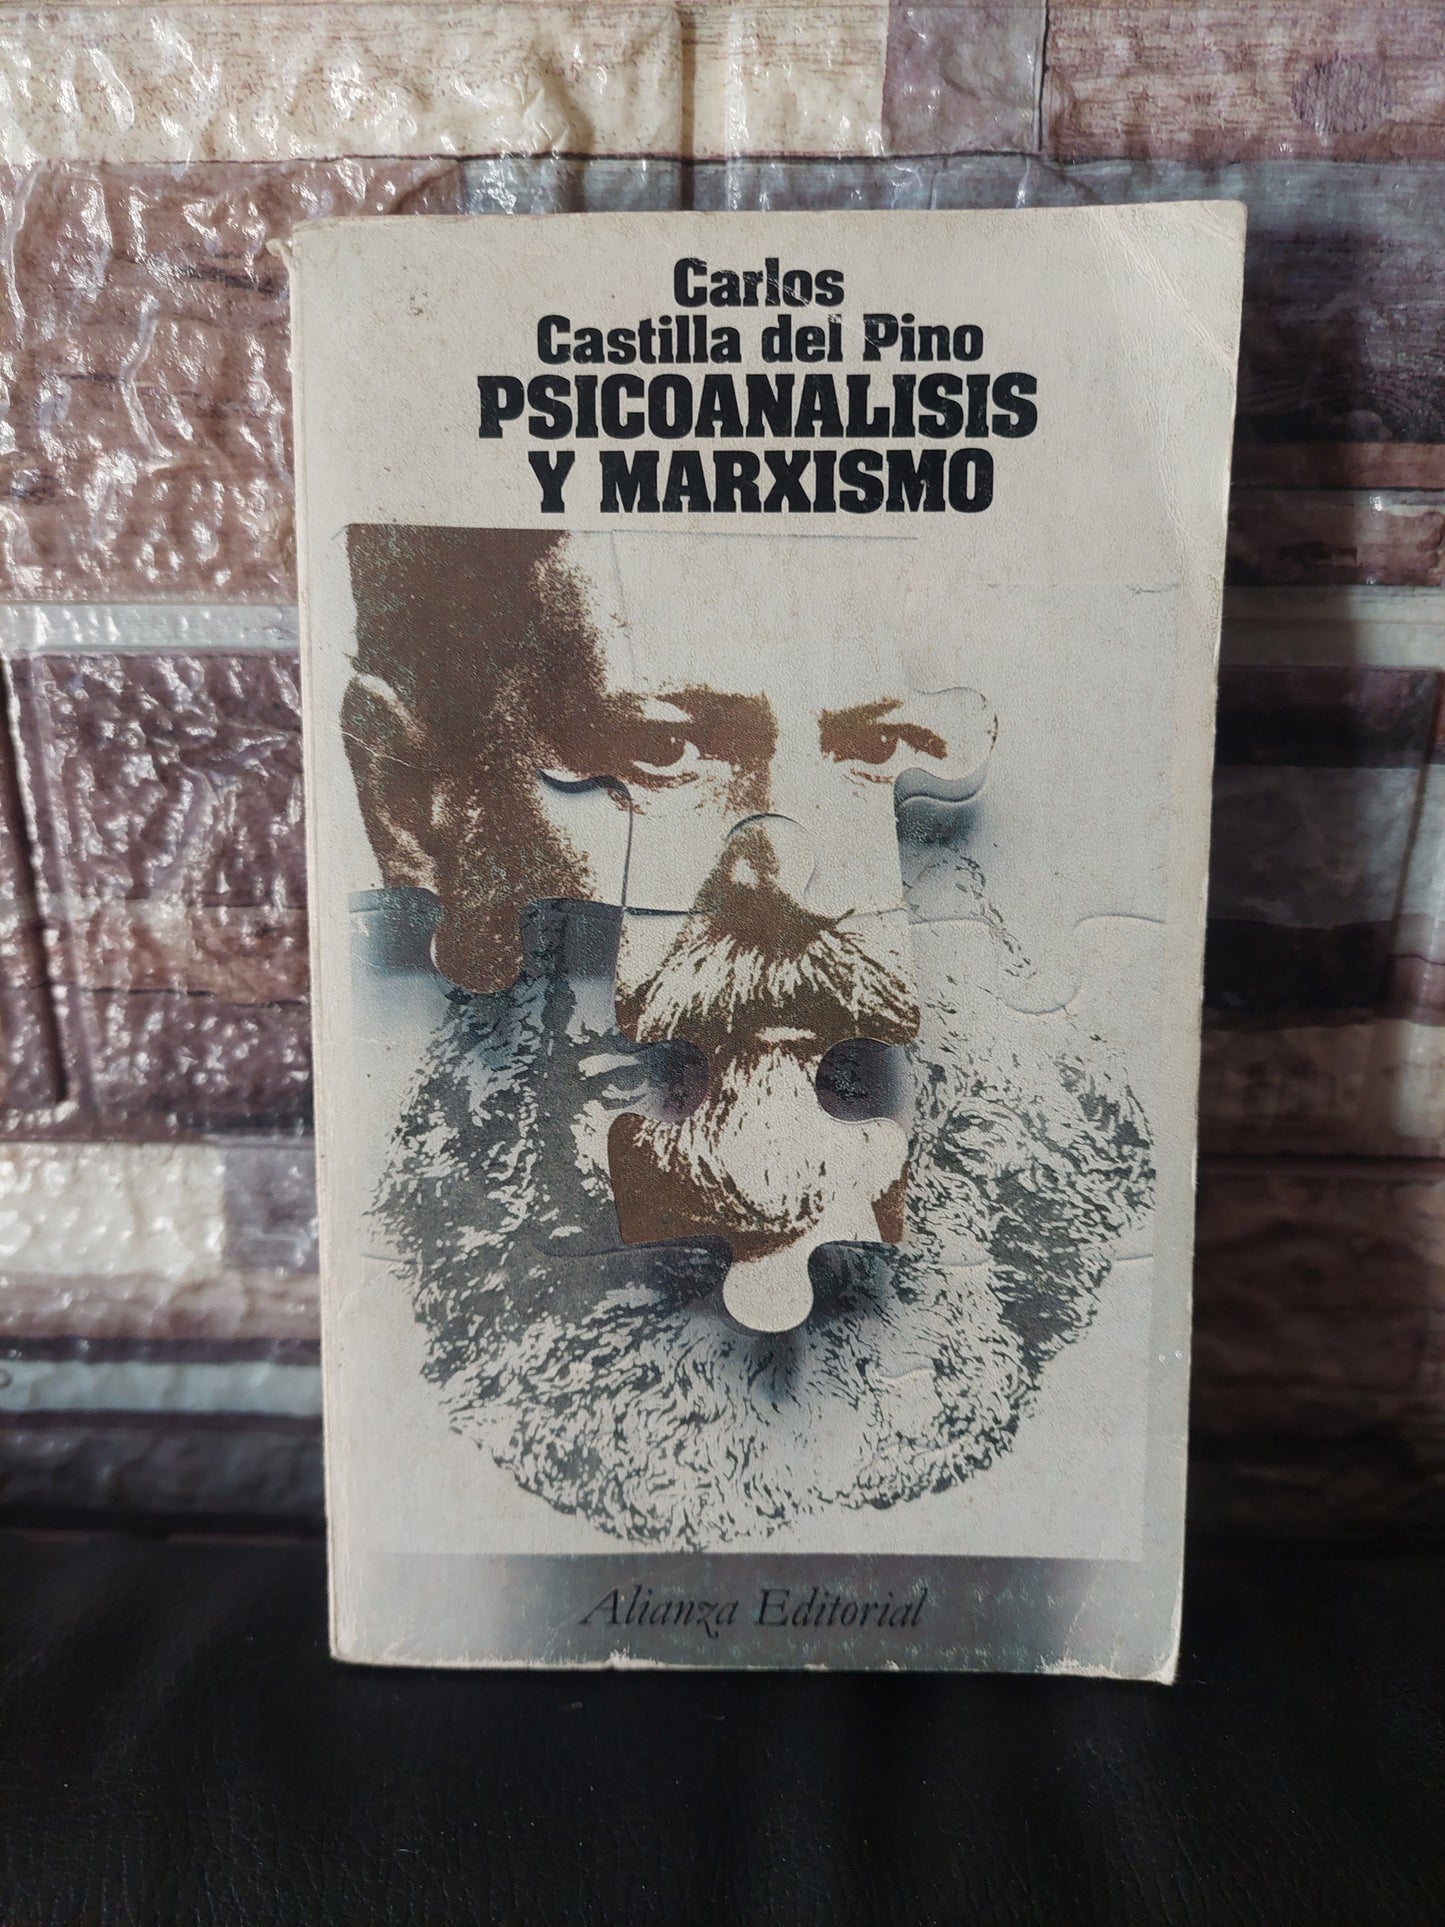 Carlos
Castilla del Pino
PSICOANALISIS
Y MARXISMO
Alianza Editorial